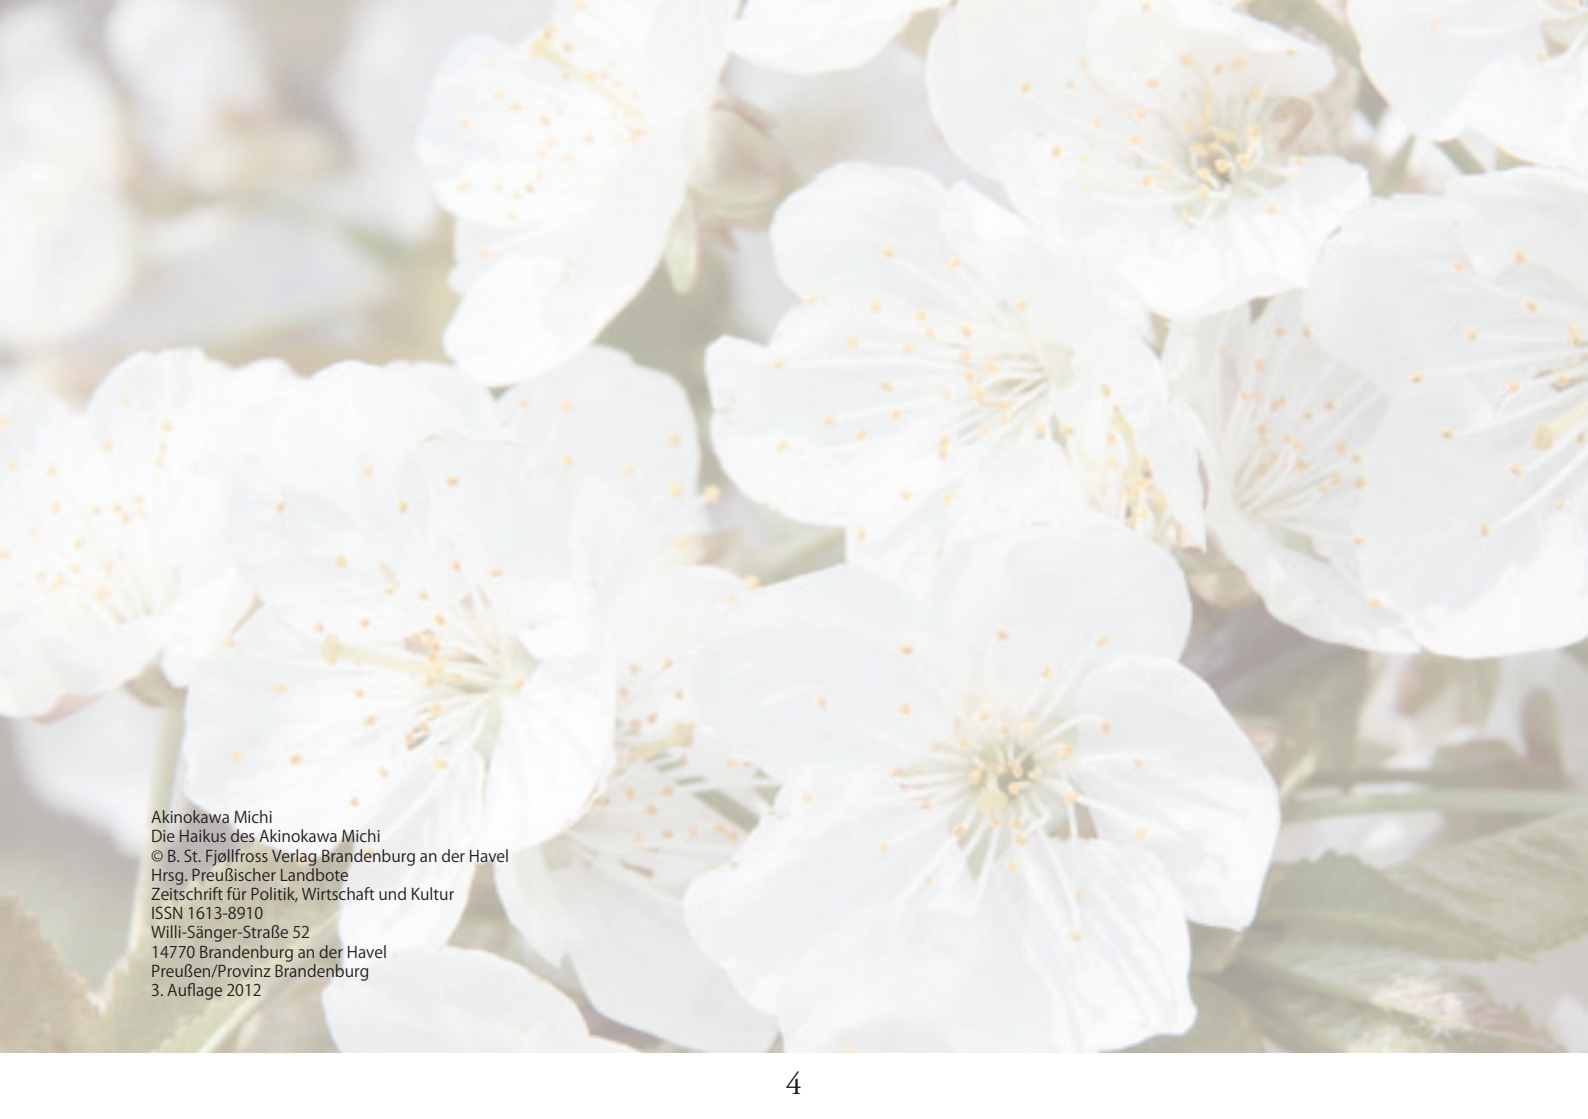 Akinokawa Michi
Die Haikus des Akinokawa Michi
© B. St. Fjøllfross Verlag Brandenburg an der Havel
Hrsg. Preußischer Landbote
Zeitschrift für Politik, Wirtschaft und Kultur
ISSN 1613-8910
Willi-Sänger-Straße 52
14770 Brandenburg an der Havel
Preußen/Provinz Brandenburg
3. Auflage 2012
4